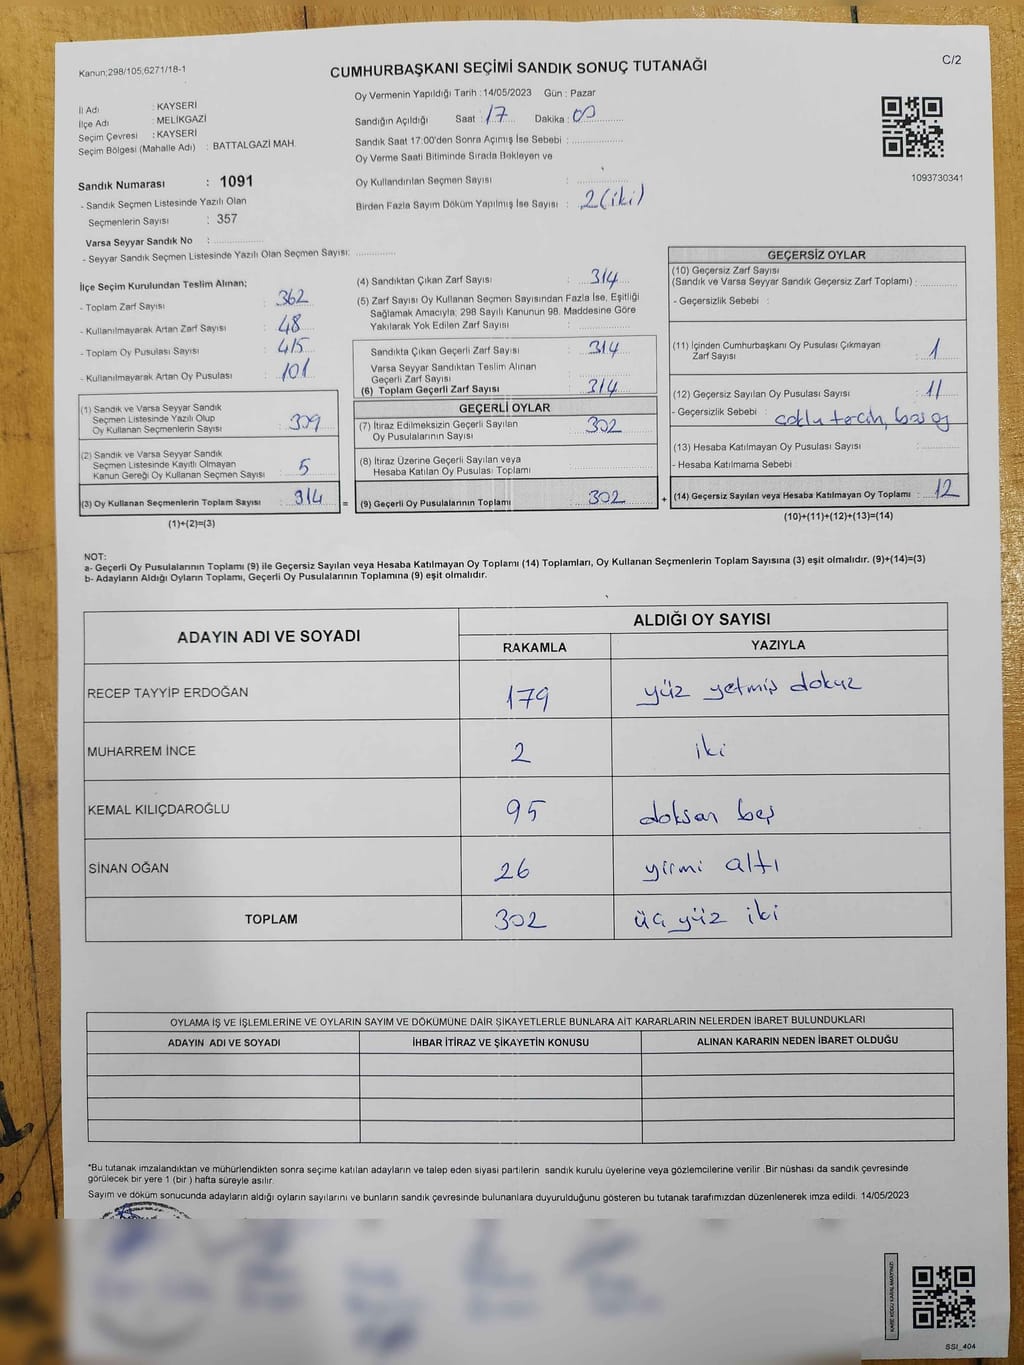 Kanun;298/105;6271/18-1
CUMHURBAŞKANI SEÇİMİ SANDIK SONUÇ TUTANAĞI
C/2
İl Adı : KAYSERİ
İlçe Adı : MELİKGAZİ
Seçim Çevresi : KAYSERİ
Seçim Bölgesi (Mahalle Adı) : BATTALGAZİ MAH.
Oy Vermenin Yapıldığı Tarih : 14/05/2023 Gün : Pazar
Sandığın Açıldığı Saat : 17 Dakika : 00
Sandık Saat 17:00'den Sonra Açımış İse Sebebi :
Oy Verme Saati Bitiminde Sırada Bekleyen ve
Oy Kullandırılan Seçmen Sayısı :
Birden Fazla Sayım Döküm Yapılmış İse Sayısı : 2 (iki)
1093730341
Sandık Numarası : 1091
- Sandık Seçmen Listesinde Yazılı Olan
Seçmenlerin Sayısı : 357
Varsa Seyyar Sandık No :
- Seyyar Sandık Seçmen Listesinde Yazılı Olan Seçmen Sayısı:
İlçe Seçim Kurulundan Teslim Alınan;
- Toplam Zarf Sayısı : 362
- Kullanılmayarak Artan Zarf Sayısı : 48
- Toplam Oy Pusulası Sayısı : 415
- Kullanılmayarak Artan Oy Pusulası : 101
(1) Sandık ve Varsa Seyyar Sandık
Seçmen Listesinde Yazılı Olup
Oy Kullanan Seçmenlerin Sayısı : 309
(2) Sandık ve Varsa Seyyar Sandık
Seçmen Listesinde Kayıtlı Olmayan
Kanun Gereği Oy Kullanan Seçmen Sayısı : 5
(3) Oy Kullanan Seçmenlerin Toplam Sayısı : 314 =
(1)+(2)=(3)
(4) Sandıktan Çıkan Zarf Sayısı : 314
(5) Zarf Sayısı Oy Kullanan Seçmen Sayısından Fazla İse, Eşitliği
Sağlamak Amacıyla; 298 Sayılı Kanunun 98. Maddesine Göre
Yakılarak Yok Edilen Zarf Sayısı :
Sandıkta Çıkan Geçerli Zarf Sayısı : 314
Varsa Seyyar Sandıktan Teslim Alınan
Geçerli Zarf Sayısı :
(6) Toplam Geçerli Zarf Sayısı : 314
GEÇERLİ OYLAR
(7) İtiraz Edilmeksizin Geçerli Sayılan
Oy Pusulalarının Sayısı : 302
(8) İtiraz Üzerine Geçerli Sayılan veya
Hesaba Katılan Oy Pusulası Toplamı :
(9) Geçerli Oy Pusulalarının Toplamı : 302 +
GEÇERSİZ OYLAR
(10) Geçersiz Zarf Sayısı
(Sandık ve Varsa Seyyar Sandık Geçersiz Zarf Toplamı) :
- Geçersizlik Sebebi :
(11) İçinden Cumhurbaşkanı Oy Pusulası Çıkmayan
Zarf Sayısı : 1
(12) Geçersiz Sayılan Oy Pusulası Sayısı : 11
- Geçersizlik Sebebi : çoklu tercih, boş oy
(13) Hesaba Katılmayan Oy Pusulası Sayısı :
- Hesaba Katılmama Sebebi
(14) Geçersiz Sayılan veya Hesaba Katılmayan Oy Toplamı : 12
(10)+(11)+(12)+(13)=(14)
NOT:
a- Geçerli Oy Pusulalarının Toplamı (9) ile Geçersiz Sayılan veya Hesaba Katılmayan Oy Toplamı (14) Toplamları, Oy Kullanan Seçmenlerin Toplam Sayısına (3) eşit olmalıdır. (9)+(14)=(3)
b- Adayların Aldığı Oyların Toplamı, Geçerli Oy Pusulalarının Toplamına (9) eşit olmalıdır.
ADAYIN ADI VE SOYADI
ALDIĞI OY SAYISI
RAKAMLA YAZIYLA
RECEP TAYYİP ERDOĞAN 179 yüz yetmiş dokuz
MUHARREM İNCE 2 iki
KEMAL KILIÇDAROĞLU 95 doksan beş
SİNAN OĞAN 26 yirmi altı
TOPLAM 302 üç yüz iki
OYLAMA İŞ VE İŞLEMLERİNE VE OYLARIN SAYIM VE DÖKÜMÜNE DAİR ŞİKAYETLERLE BUNLARA AİT KARARLARIN NELERDEN İBARET BULUNDUKLARI
ADAYIN ADI VE SOYADI İHBAR İTİRAZ VE ŞİKAYETİN KONUSU ALINAN KARARIN NEDEN İBARET OLDUĞU
*Bu tutanak imzalandıktan ve mühürlendikten sonra seçime katılan adayların ve talep eden siyasi partilerin sandık kurulu üyelerine veya gözlemcilerine verilir .Bir nüshası da sandık çevresinde
görülecek bir yere 1 (bir ) hafta süreyle asılır.
Sayım ve döküm sonucunda adayların aldığı oyların sayılarını ve bunların sandık çevresinde bulunanlara duyurulduğunu gösteren bu tutanak tarafımızdan düzenlenerek imza edildi. 14/05/2023
KARE KODU KARALAMAYINIZ!
SSI_404